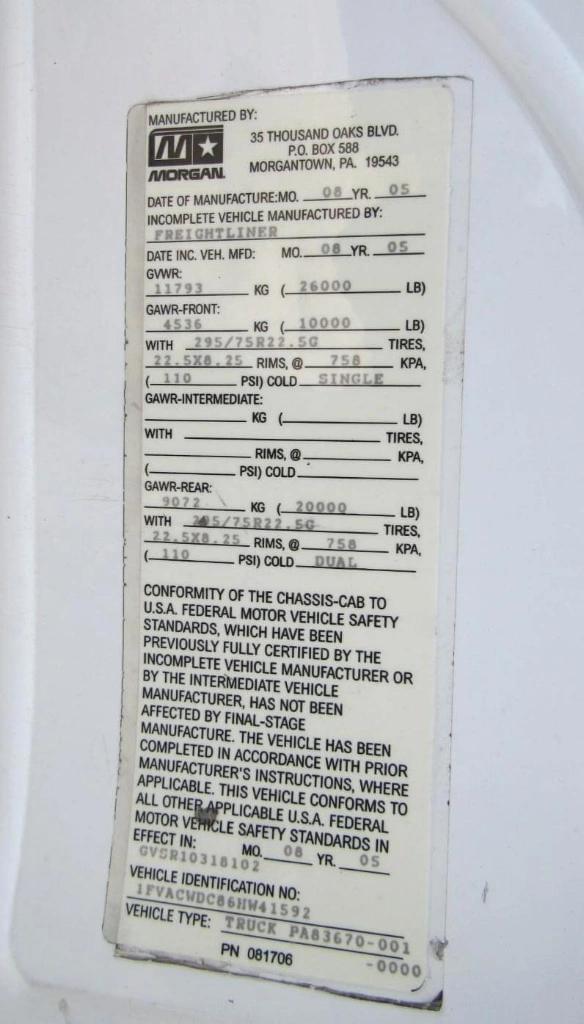 MANUFACTURED BY:
MORGAN
35 THOUSAND OAKS BLVD.
P.O. BOX 588
MORGANTOWN, PA. 19543
DATE OF MANUFACTURE:MO. 08 YR. 05
INCOMPLETE VEHICLE MANUFACTURED BY:
FREIGHTLINER
DATE INC. VEH. MFD: MO. 08 YR. 05
GVWR:
11793 KG ( 26000 LB)
GAWR-FRONT:
4536 KG ( 10000 LB)
WITH 295/75R22.5G TIRES,
22.5X8.25 RIMS, @ 758 KPA,
( 110 PSI) COLD SINGLE
GAWR-INTERMEDIATE:
KG ( LB)
WITH TIRES,
RIMS, @ KPA,
( PSI) COLD
GAWR-REAR:
9072 KG ( 20000 LB)
WITH 295/75R22.5G TIRES,
22.5X8.25 RIMS, @ 758 KPA,
( 110 PSI) COLD DUAL
CONFORMITY OF THE CHASSIS-CAB TO
U.S.A. FEDERAL MOTOR VEHICLE SAFETY
STANDARDS, WHICH HAVE BEEN
PREVIOUSLY FULLY CERTIFIED BY THE
INCOMPLETE VEHICLE MANUFACTURER OR
BY THE INTERMEDIATE VEHICLE
MANUFACTURER, HAS NOT BEEN
AFFECTED BY FINAL-STAGE
MANUFACTURE. THE VEHICLE HAS BEEN
COMPLETED IN ACCORDANCE WITH PRIOR
MANUFACTURER'S INSTRUCTIONS, WHERE
APPLICABLE. THIS VEHICLE CONFORMS TO
ALL OTHER APPLICABLE U.S.A. FEDERAL
MOTOR VEHICLE SAFETY STANDARDS IN
EFFECT IN: MO. 08 YR. 05
GVSR10318102
VEHICLE IDENTIFICATION NO:
1FVACWDC86HW41592
VEHICLE TYPE: TRUCK PA83670-001
-0000
PN 081706